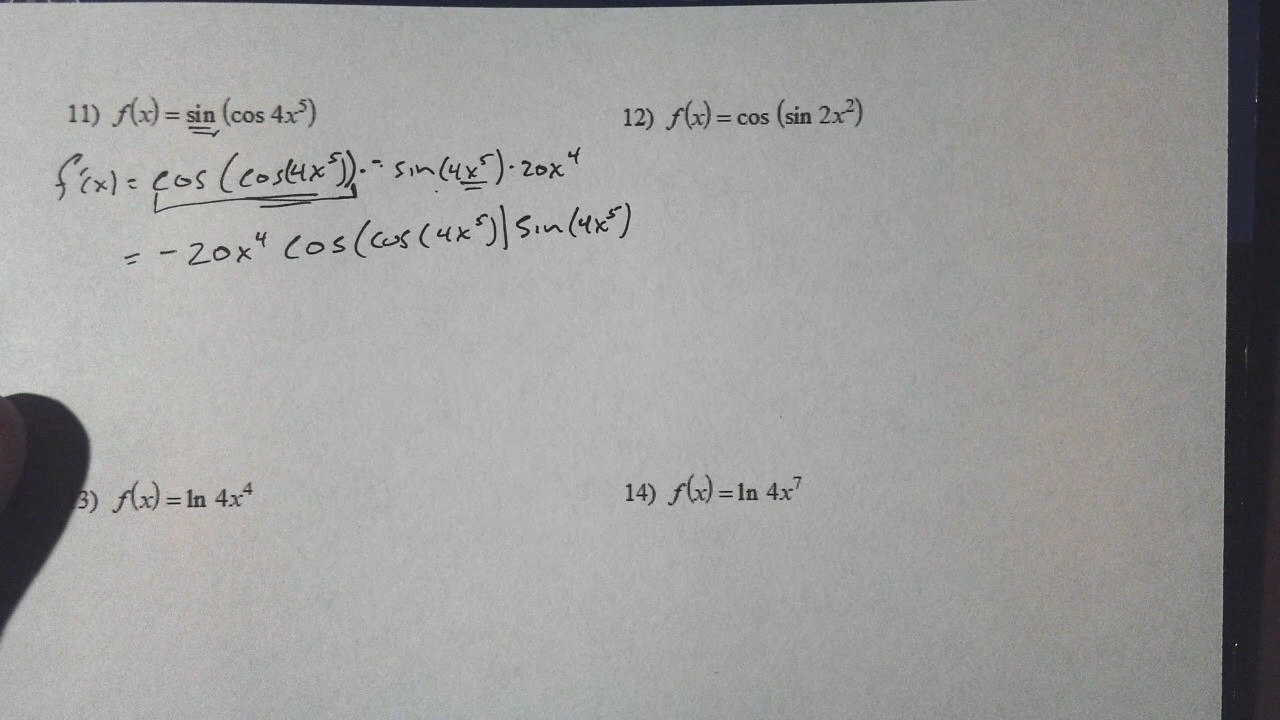 11) f(x) = sin (cos 4x⁵)
f'(x) = cos (cos(4x⁵)) · - sin(4x⁵) · 20x⁴
= - 20x⁴ cos(cos(4x⁵)) sin(4x⁵)
12) f(x) = cos (sin 2x²)
3) f(x) = ln 4x⁴
14) f(x) = ln 4x⁷